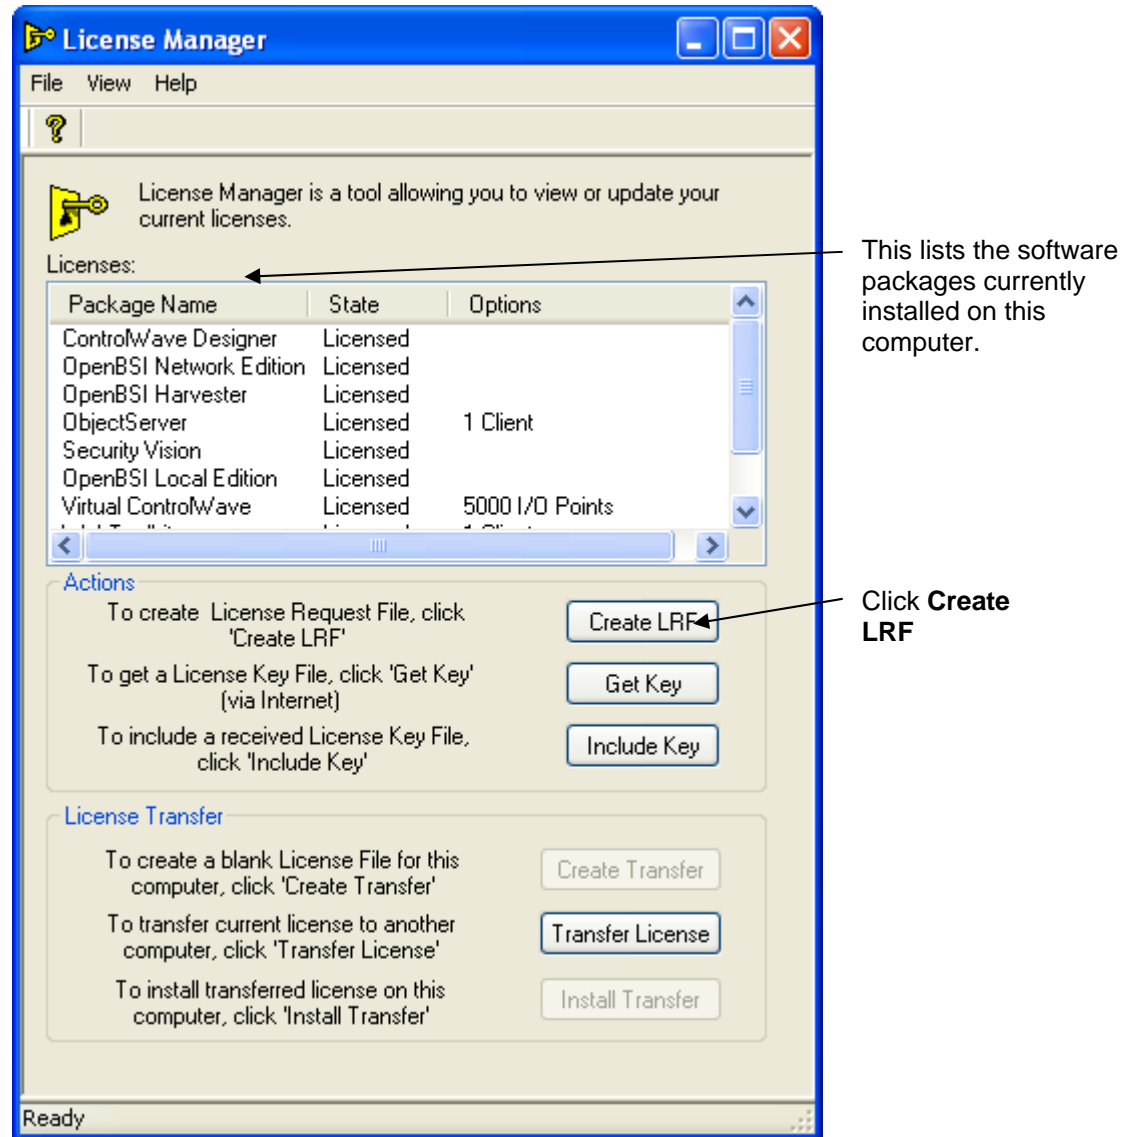 License Manager
File View Help
License Manager is a tool allowing you to view or update your
current licenses.
Licenses:
Package Name State Options
ControlWave Designer Licensed
OpenBSI Network Edition Licensed
OpenBSI Harvester Licensed
ObjectServer Licensed 1 Client
Security Vision Licensed
OpenBSI Local Edition Licensed
Virtual ControlWave Licensed 5000 I/O Points
Actions
To create License Request File, click
'Create LRF'
Create LRF
To get a License Key File, click 'Get Key'
(via Internet)
Get Key
To include a received License Key File,
click 'Include Key'
Include Key
License Transfer
To create a blank License File for this
computer, click 'Create Transfer'
Create Transfer
To transfer current license to another
computer, click 'Transfer License'
Transfer License
To install transferred license on this
computer, click 'Install Transfer'
Install Transfer
Ready
This lists the software
packages currently
installed on this
computer.
Click Create
LRF